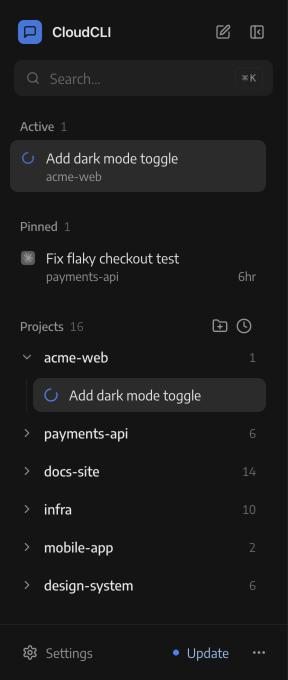 CloudCLI
Search... ⌘K
Active 1
Add dark mode toggle
acme-web
Pinned 1
Fix flaky checkout test
payments-api 6hr
Projects 16
acme-web 1
Add dark mode toggle
payments-api 6
docs-site 14
infra 10
mobile-app 2
design-system 6
Settings Update